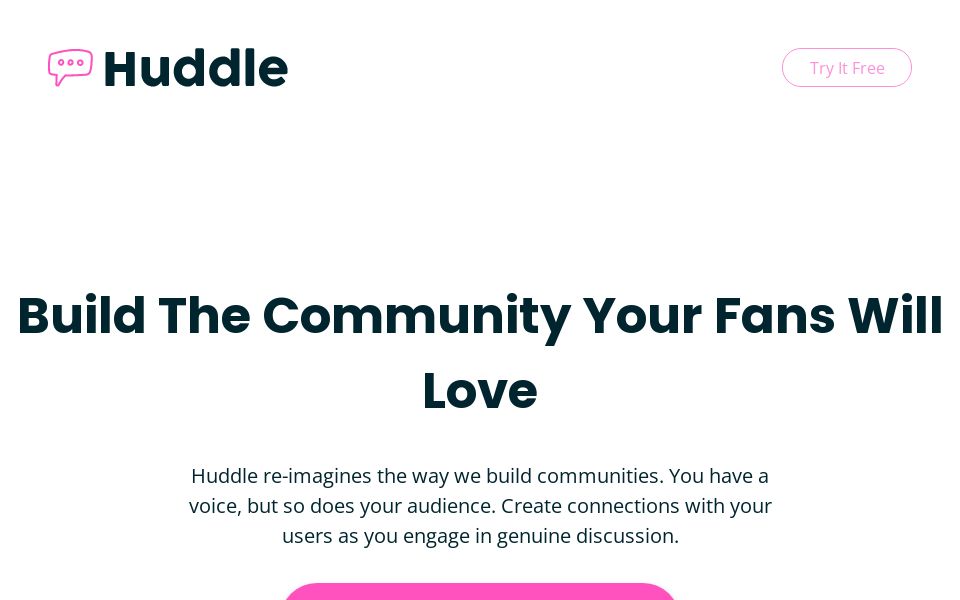 Huddle
Try It Free
Build The Community Your Fans Will
Love
Huddle re-imagines the way we build communities. You have a
voice, but so does your audience. Create connections with your
users as you engage in genuine discussion.